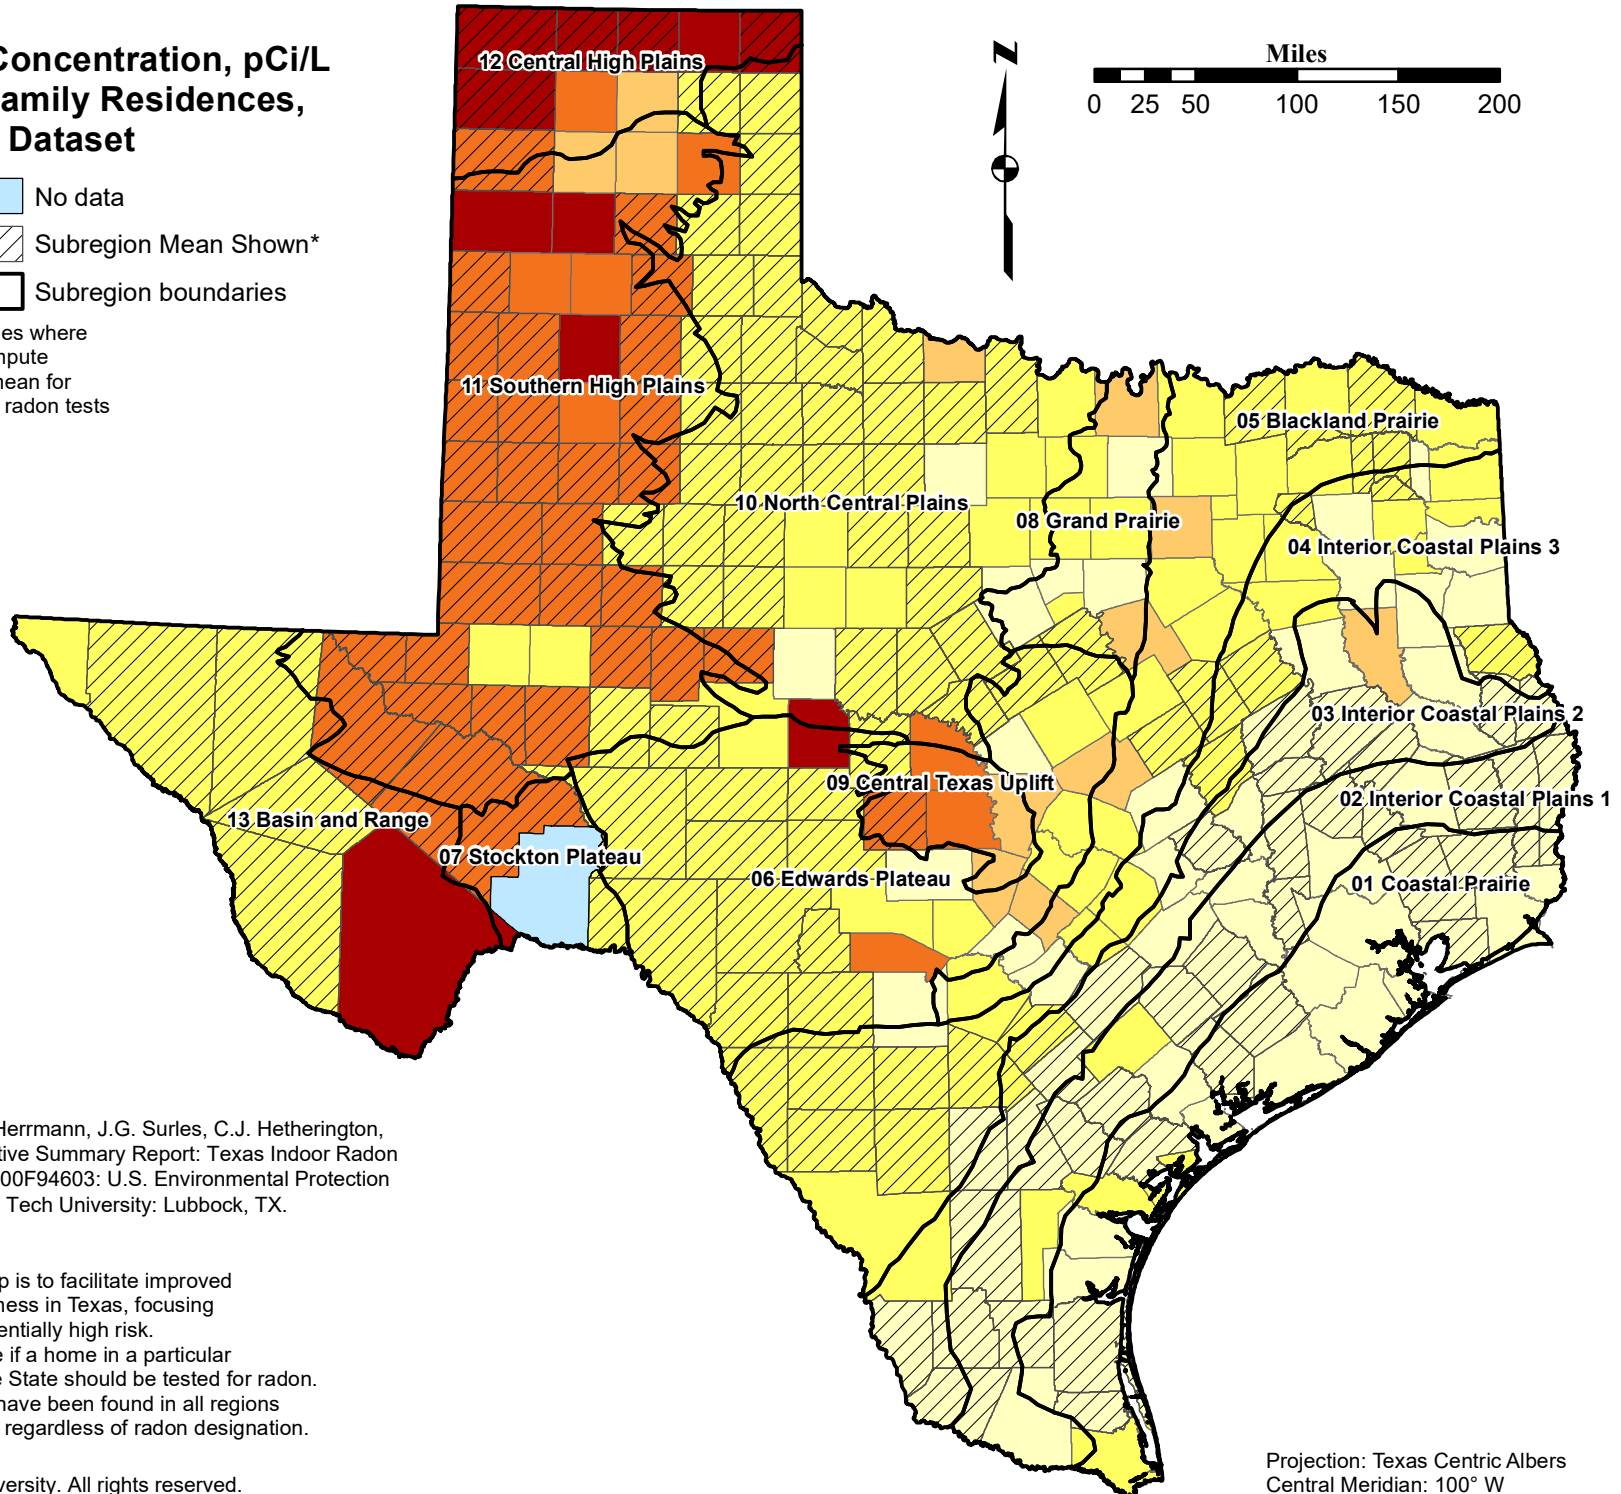 Concentration, pCi/L
amily Residences,
Dataset
No data
Subregion Mean Shown*
Subregion boundaries
es where
npute
nean for
radon tests
N
Miles
0 25 50 100 150 200
12 Central High Plains
11 Southern High Plains
10 North Central Plains
05 Blackland Prairie
08 Grand Prairie
04 Interior Coastal Plains 3
03 Interior Coastal Plains 2
09 Central Texas Uplift
02 Interior Coastal Plains 1
13 Basin and Range
07 Stockton Plateau
06 Edwards Plateau
01 Coastal Prairie
Herrmann, J.G. Surles, C.J. Hetherington,
tive Summary Report: Texas Indoor Radon
00F94603: U.S. Environmental Protection
Tech University: Lubbock, TX.
p is to facilitate improved
ness in Texas, focusing
entially high risk.
e if a home in a particular
e State should be tested for radon.
have been found in all regions
regardless of radon designation.
versity. All rights reserved.
Projection: Texas Centric Albers
Central Meridian: 100° W